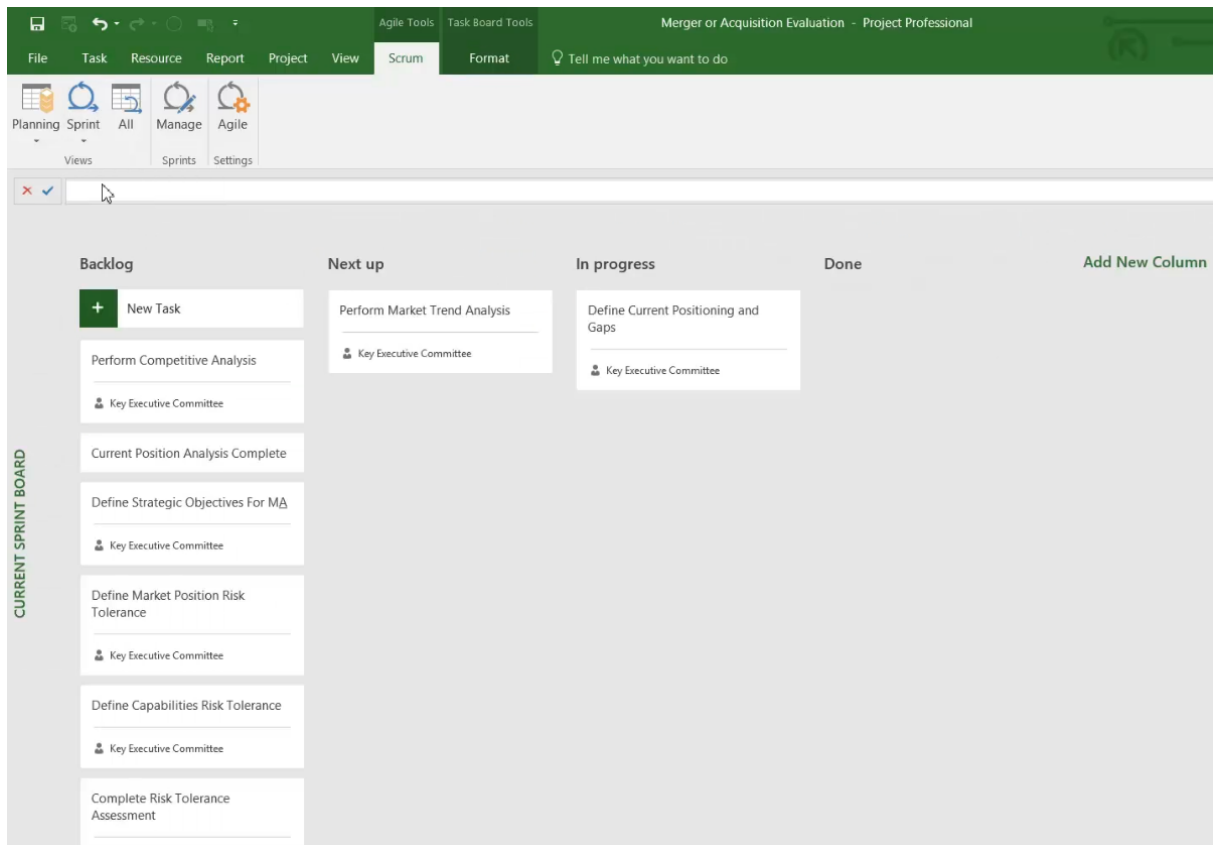 Agile Tools Task Board Tools Merger or Acquisition Evaluation - Project Professional
File Task Resource Report Project View Scrum Format Tell me what you want to do
Planning Sprint All Manage Agile
Views Sprints Settings
CURRENT SPRINT BOARD
Backlog
New Task
Perform Competitive Analysis
Key Executive Committee
Current Position Analysis Complete
Define Strategic Objectives For MA
Key Executive Committee
Define Market Position Risk
Tolerance
Key Executive Committee
Define Capabilities Risk Tolerance
Key Executive Committee
Complete Risk Tolerance
Assessment
Next up
Perform Market Trend Analysis
Key Executive Committee
In progress
Define Current Positioning and
Gaps
Key Executive Committee
Done
Add New Column